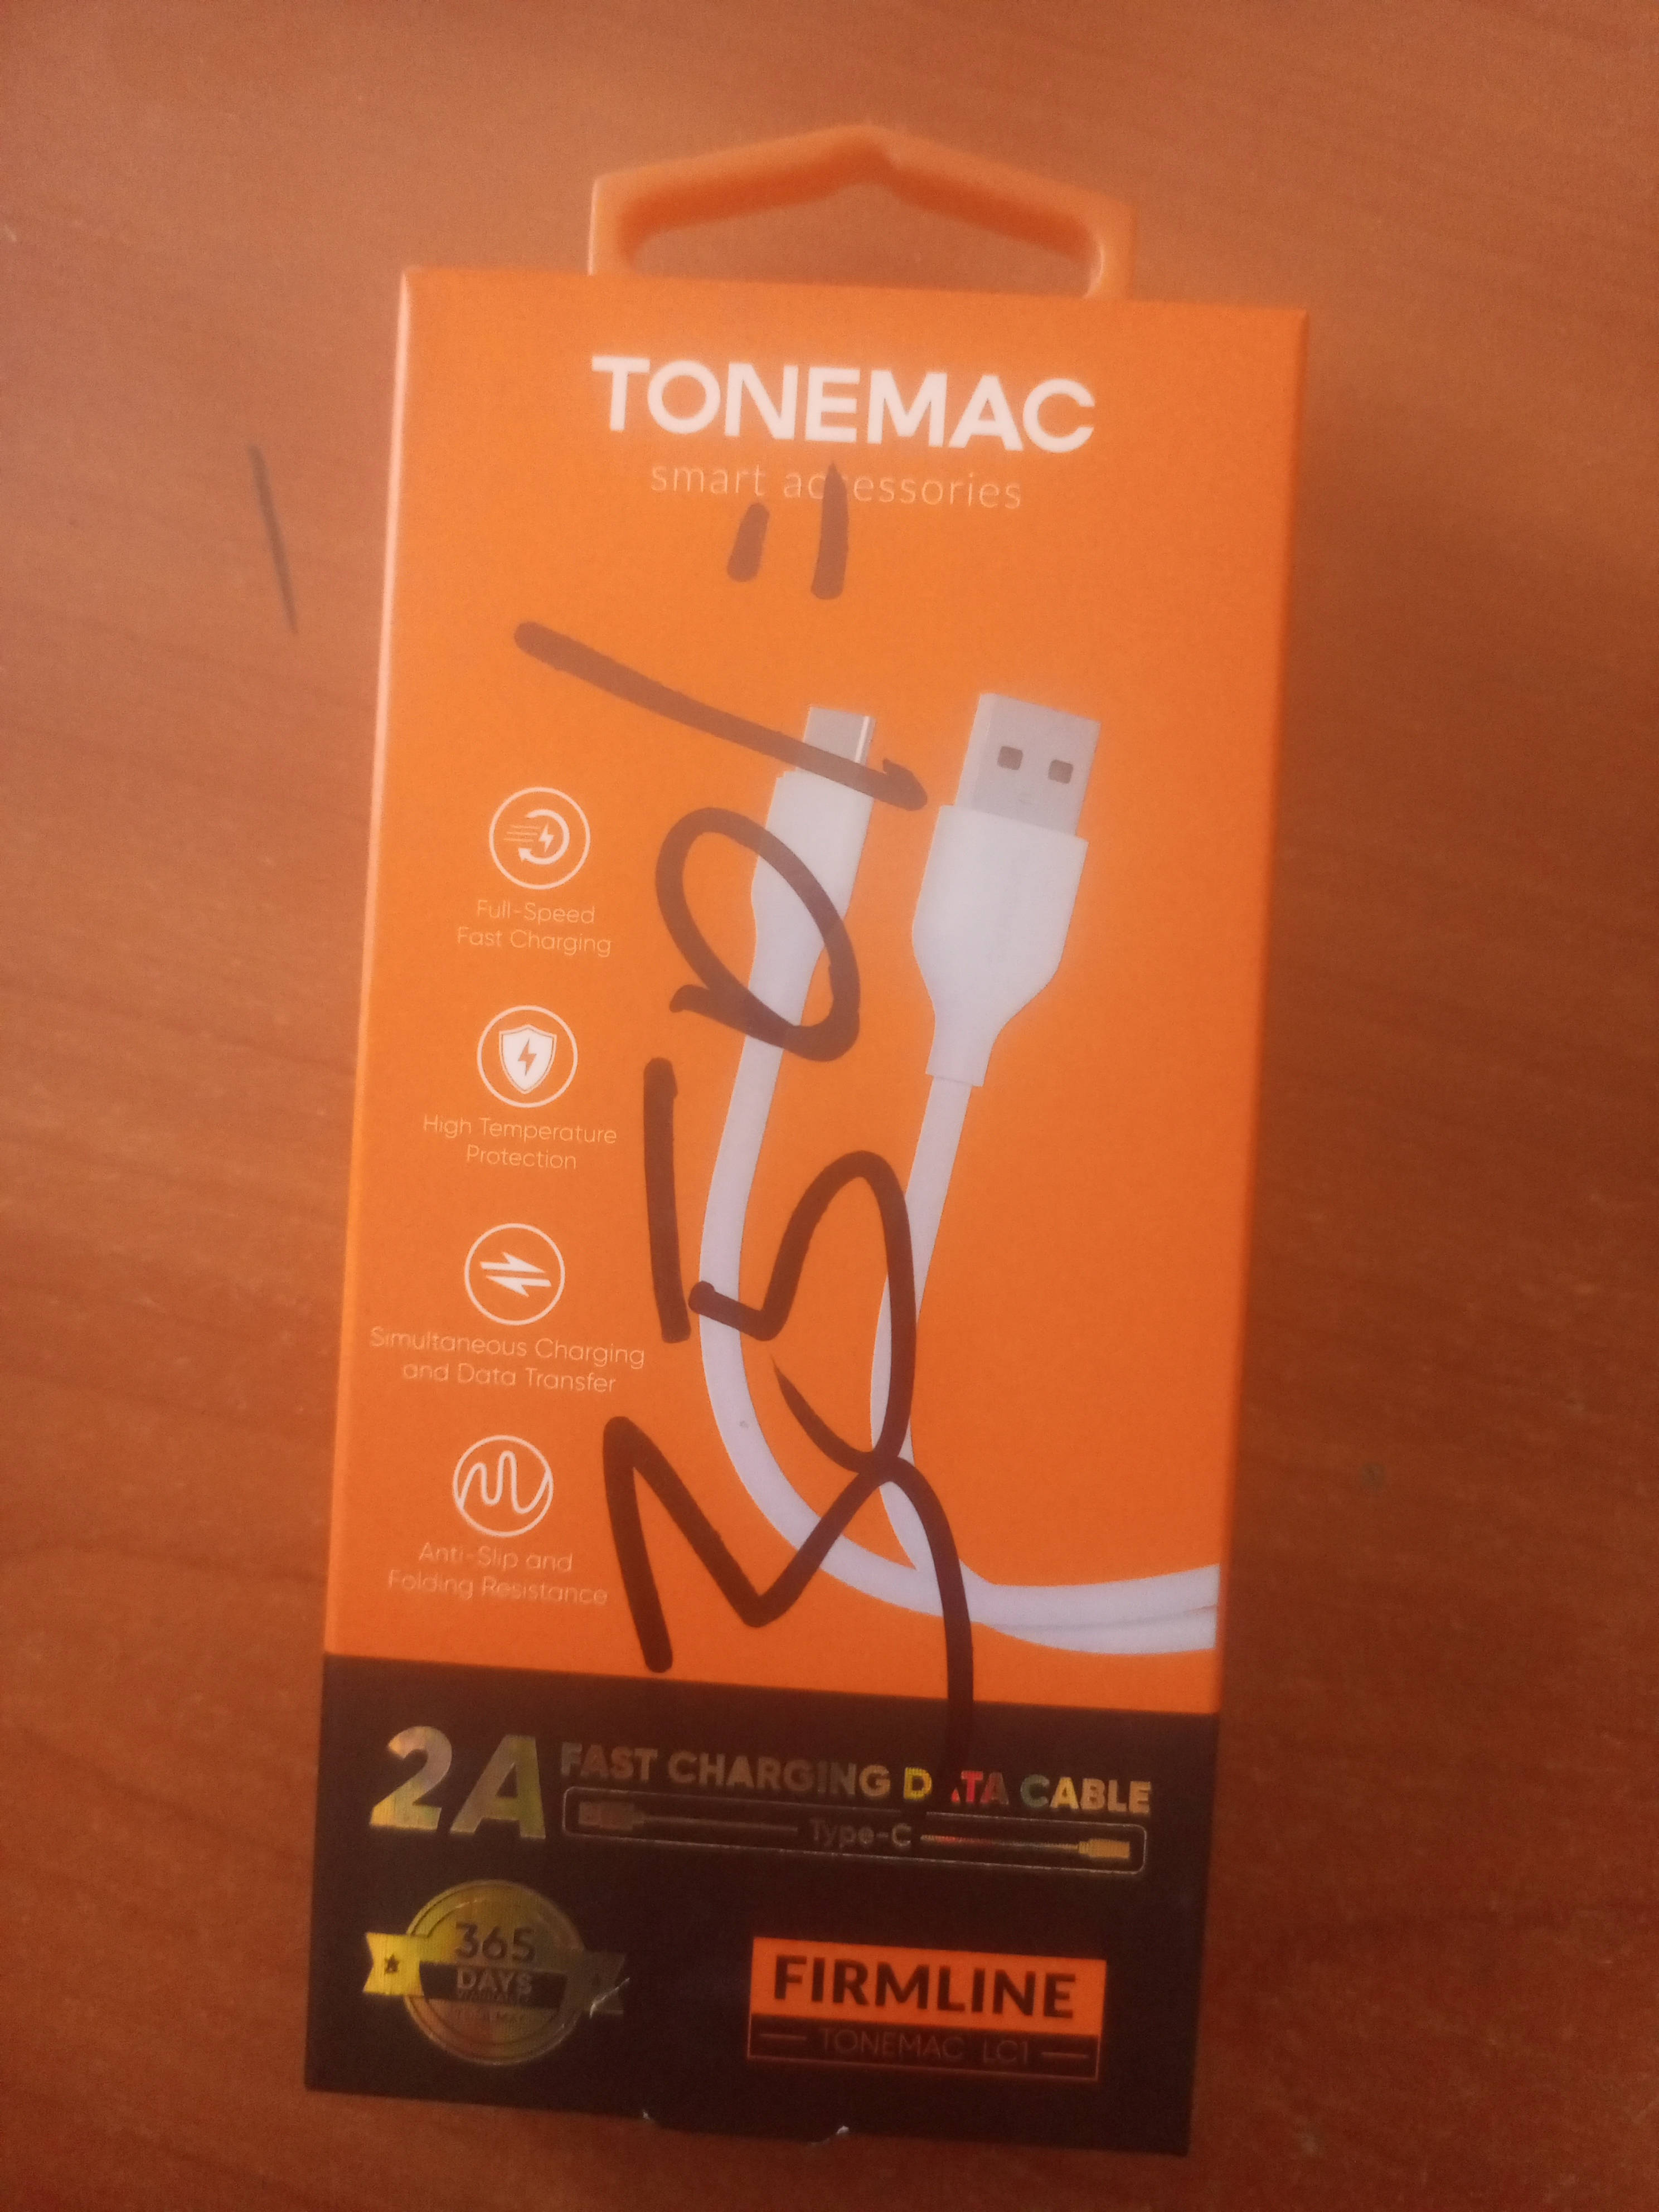 TONEMAC
smart accessories
350/=
Full-Speed
Fast Charging
High Temperature
Protection
Simultaneous Charging
and Data Transfer
Anti-Slip and
Folding Resistance
2A FAST CHARGING DATA CABLE
Type-C
365
DAYS
FIRMLINE
TONEMAC LC1